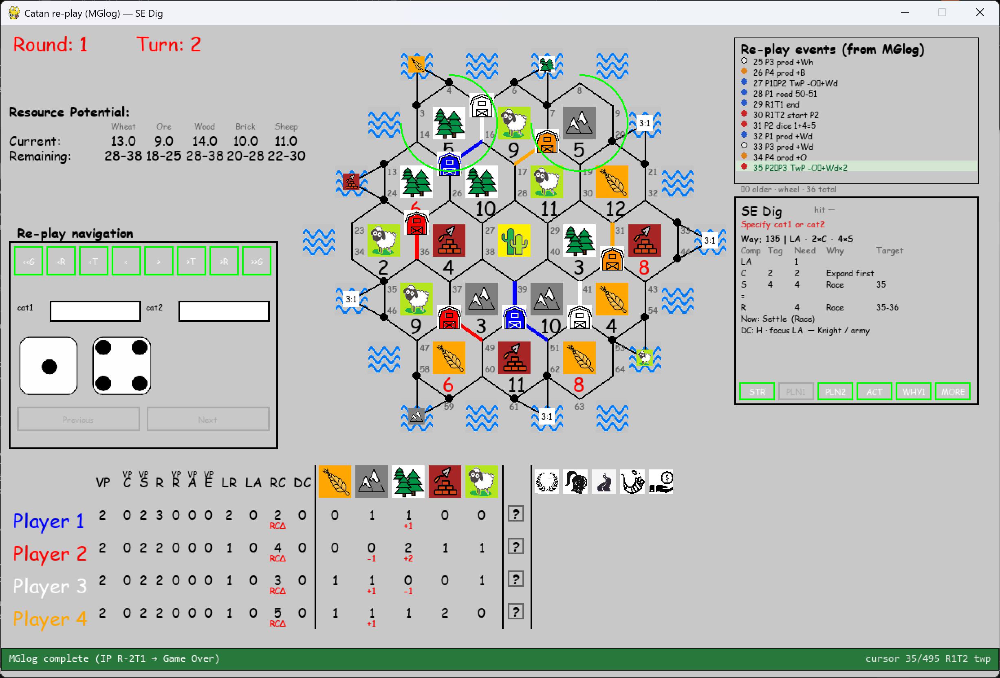 Catan re-play (MGlog) — SE Dig
Round: 1 Turn: 2
Resource Potential:
Wheat Ore Wood Brick Sheep
Current: 13.0 9.0 14.0 10.0 11.0
Remaining: 28-38 18-25 28-38 20-28 22-30
Re-play navigation
<<G <R <T < > >T >R >>G
cat1 cat2
Previous Next
4 6 8
3 7 9
3:1
14 16 20
5 9 5
13 17 19 21
24 26 28 30 32
6 10 11 12
23 27 29 31 33
3:1
34 36 38 40 44
2 4 3 8
35 37 39 41 43
3:1
46 54
9 3 10 4
47 49 51 53
58 60 62 64
6 11 8
59 61 63
3:1
Re-play events (from MGlog)
25 P3 prod +Wh
26 P4 prod +B
27 P1▯P2 TwP -O▯+Wd
28 P1 road 50-51
29 R1T1 end
30 R1T2 start P2
31 P2 dice 1+4=5
32 P1 prod +Wd
33 P3 prod +Wd
34 P4 prod +O
35 P2▯P3 TwP -O▯+Wd×2
▯0 older · wheel · 36 total
SE Dig hit —
Specify cat1 or cat2
Way: 135 | LA · 2×C · 4×S
Comp Tag Need Why Target
LA 1
C 2 2 Expand first
S 4 4 Race 35
=
R 4 Race 35-36
Now: Settle (Race)
DC: H · focus LA — Knight / army
STR PLN1 PLN2 ACT WHY1 MORE
VP VP VP VP VP
VP C S R R A E LR LA RC DC
Player 1 2 0 2 3 0 0 0 2 0 2 0 0 1 1 0 0 ?
RCΔ +1
Player 2 2 0 2 2 0 0 0 1 0 4 0 0 0 2 1 1 ?
RCΔ -1 +2
Player 3 2 0 2 2 0 0 0 1 0 3 0 1 1 0 0 1 ?
RCΔ +1 -1
Player 4 2 0 2 2 0 0 0 1 0 5 0 1 1 1 2 0 ?
RCΔ +1
MGlog complete (IP R-2T1 → Game Over) cursor 35/495 R1T2 twp